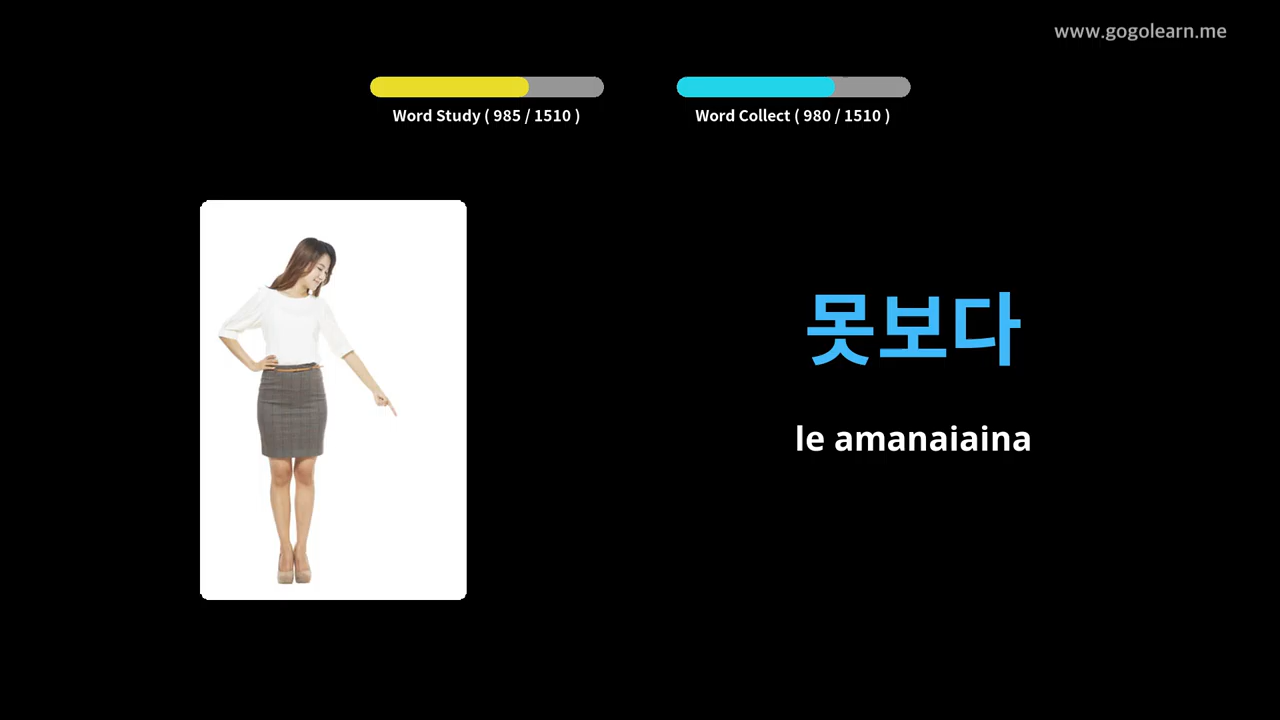 www.gogolearn.me
Word Study ( 985 / 1510 )
Word Collect ( 980 / 1510 )
못보다
le amanaiaina